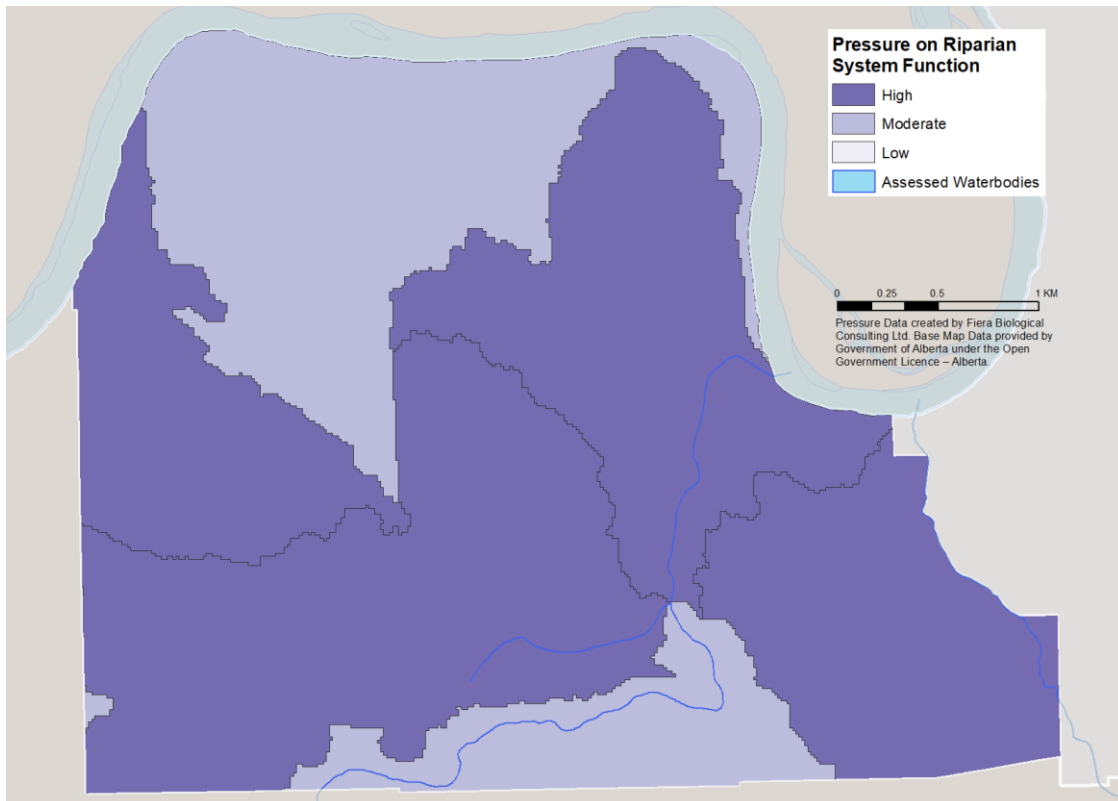 Pressure on Riparian
System Function
High
Moderate
Low
Assessed Waterbodies
0 0.25 0.5 1 KM
Pressure Data created by Fiera Biological
Consulting Ltd. Base Map Data provided by
Government of Alberta under the Open
Government Licence – Alberta.